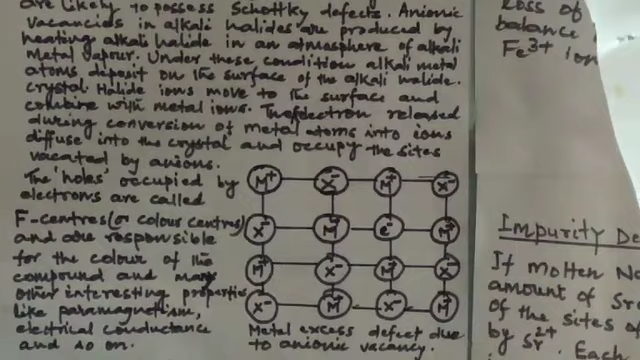 are likely to possess Schottky defects. Anionic
vacancies in alkali halides are produced by
heating alkali halide in an atmosphere of alkali
Metal vapour. Under these condition alkali metal
atoms deposit on the surface of the alkali halide.
crystal. Halide ions move to the surface and
combine with metal ions. The electron released
during conversion of metal atoms into ions
diffuse into the crystal and occupy the sites
vacated by anions.
The 'holes' occupied by
electrons are called
F-centres (or colour centres)
and are responsible
for the colour of the
compound and many
other interesting properties
like paramagnetism,
electrical conductance
and so on.
M+ X- M+ X-
X- M+ e- M+
M+ X- M+ X-
X- M+ X- M+
Metal excess defect due
to anionic vacancy.
Loss of
balance
Fe3+ ion
Impurity De
If molten Na
amount of Sr
of the sites o
by Sr2+. Each